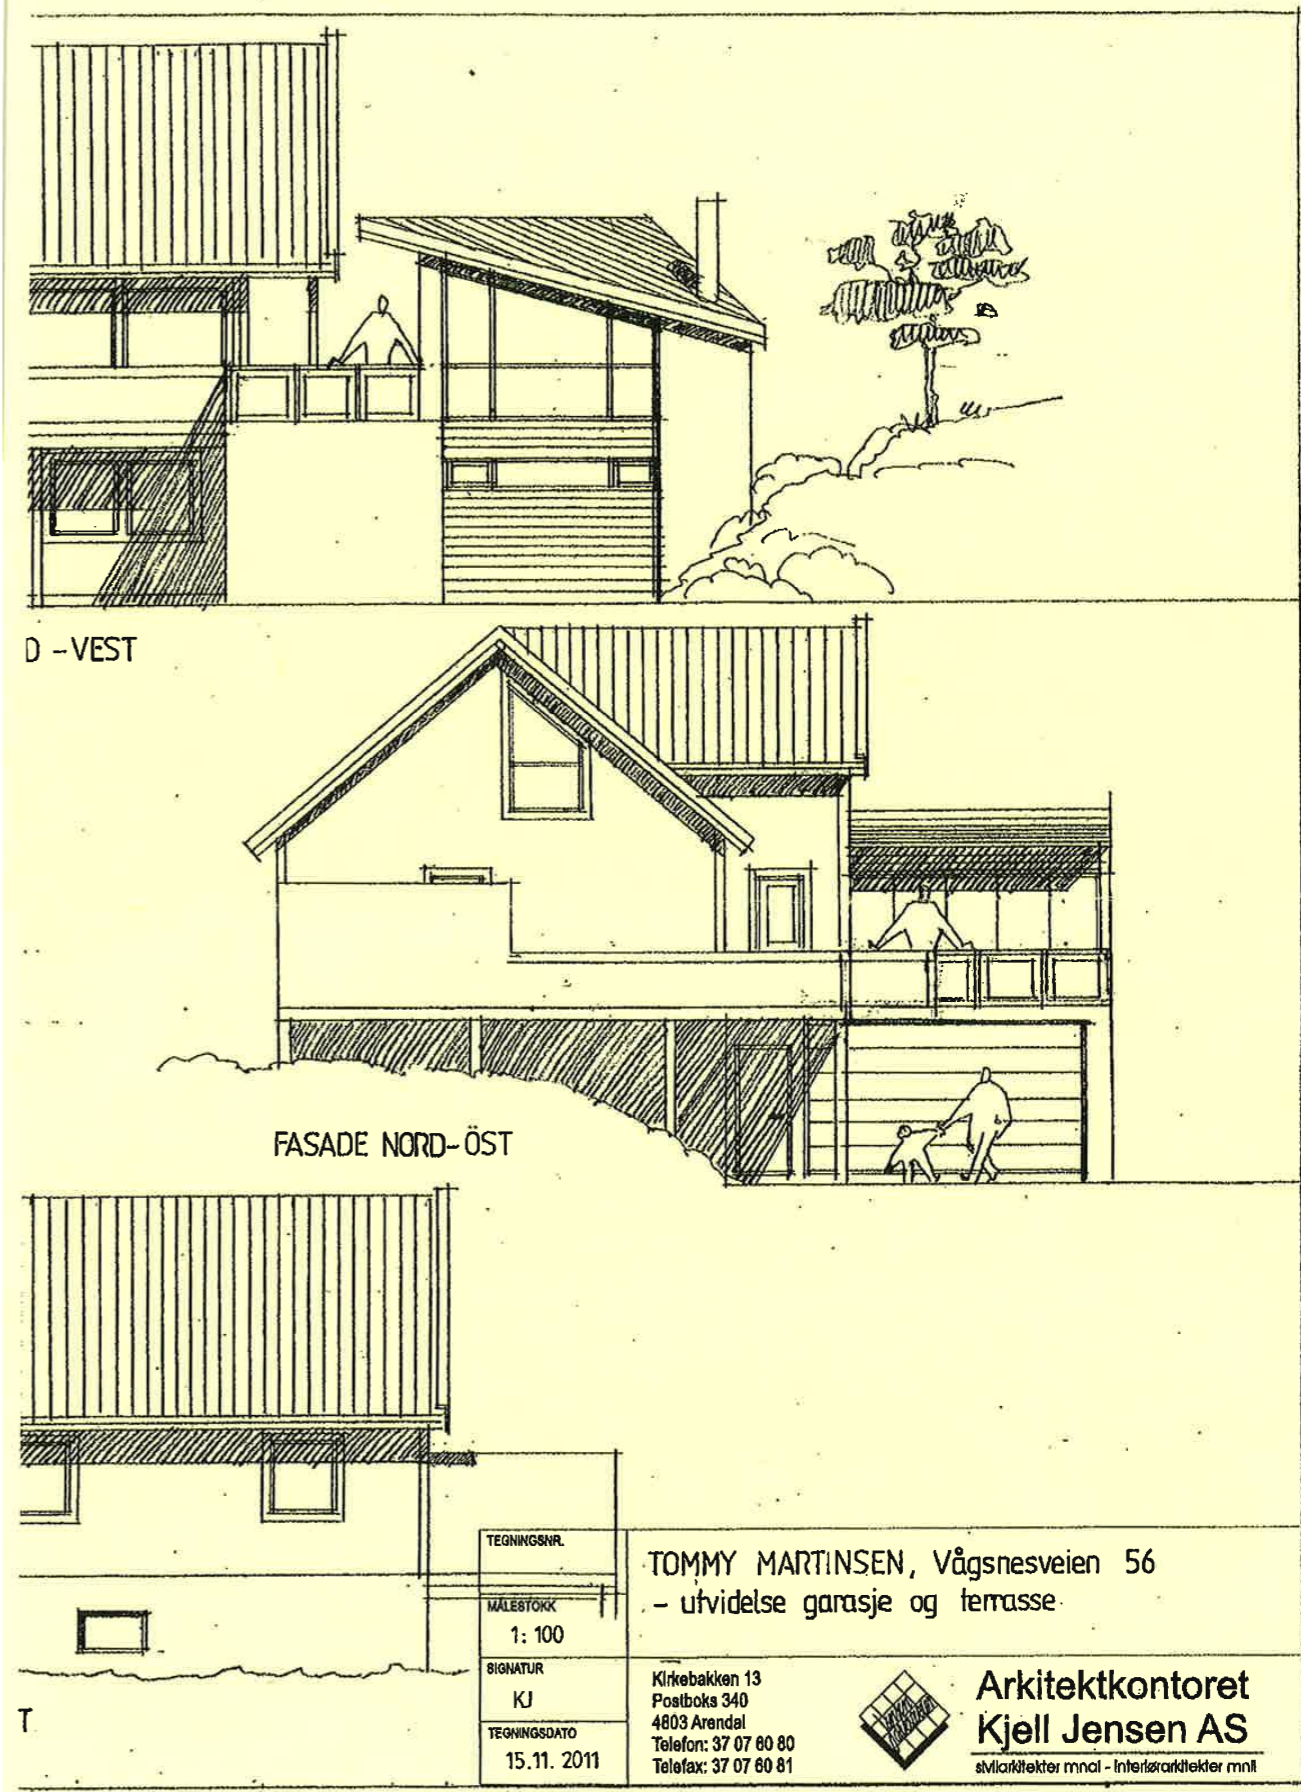 D - VEST
FASADE NORD-ÖST
T
TEGNINGSNR.
MÅLESTOKK
1:100
SIGNATUR
KJ
TEGNINGSDATO
15.11. 2011
TOMMY MARTINSEN, Vågsnesveien 56
- utvidelse garasje og terrasse
Kirkebakken 13
Postboks 340
4803 Arendal
Telefon: 37 07 60 80
Telefax: 37 07 60 81
Arkitektkontoret
Kjell Jensen AS
sivilarkitekter mnal - interiørarkitekter mnil